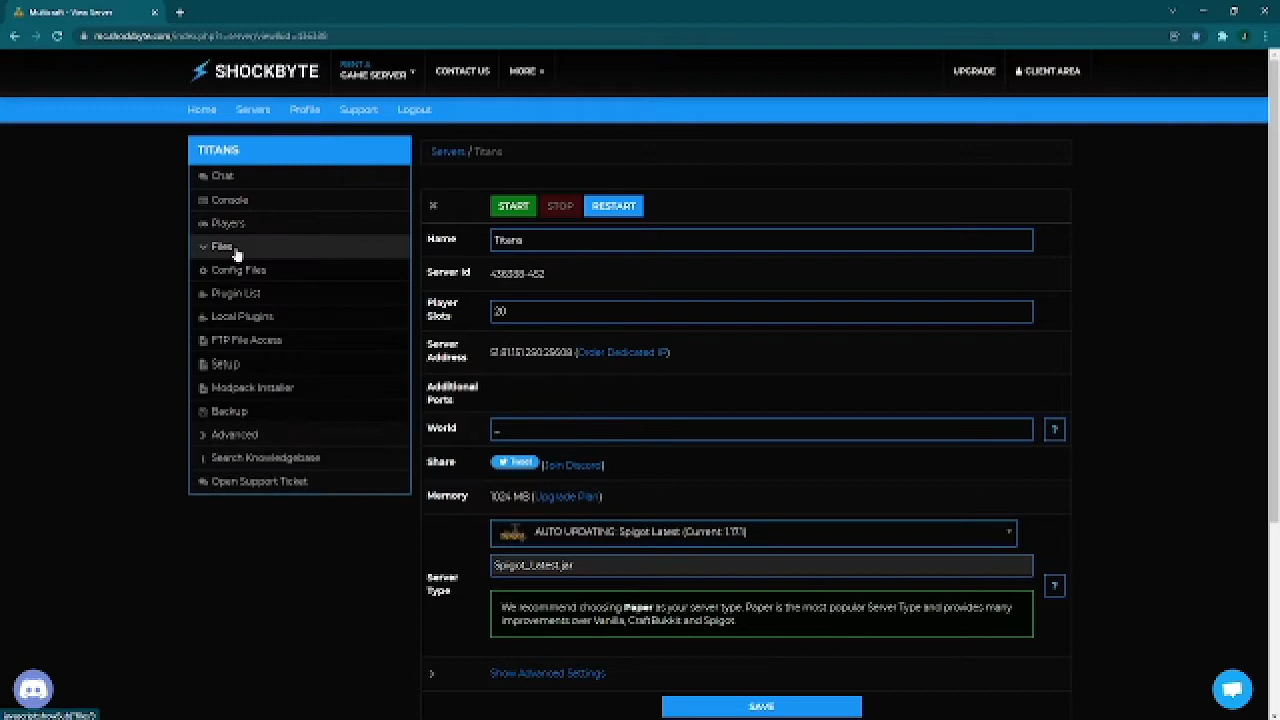 Multicraft - View Server
SHOCKBYTE
RENT A
GAME SERVER
CONTACT US
MORE
UPGRADE
CLIENT AREA
Home
Servers
Profile
Support
Logout
TITANS
Chat
Console
Players
Files
Config Files
Plugin List
Local Plugins
FTP File Access
Setup
Modpack Installer
Backup
Advanced
Search Knowledgebase
Open Support Ticket
Servers / Titans
START
STOP
RESTART
Name
Titans
Server Id
Player
Slots
20
Server
Address
(Order Dedicated IP)
Additional
Ports
World
?
Share
Tweet
[Join Discord]
Memory
1024 MB (Upgrade Plan)
Server
Type
AUTO UPDATING: Spigot Latest (Current: 1.17.1)
Spigot_Latest.jar
?
We recommend choosing Paper as your server type. Paper is the most popular Server Type and provides many
improvements over Vanilla, CraftBukkit and Spigot.
Show Advanced Settings
SAVE